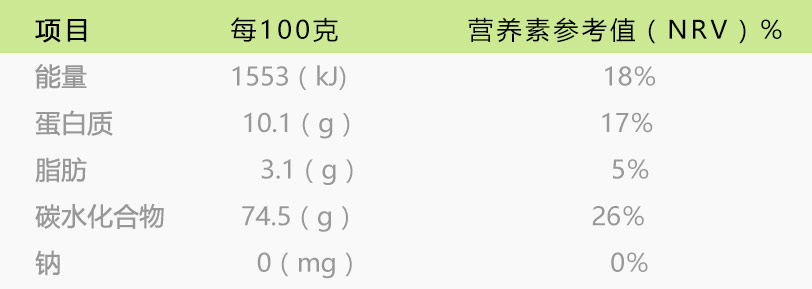 项目 每100克 营养素参考值（NRV）%
能量 1553（kJ) 18%
蛋白质 10.1（g） 17%
脂肪 3.1（g） 5%
碳水化合物 74.5（g） 26%
钠 0（mg） 0%